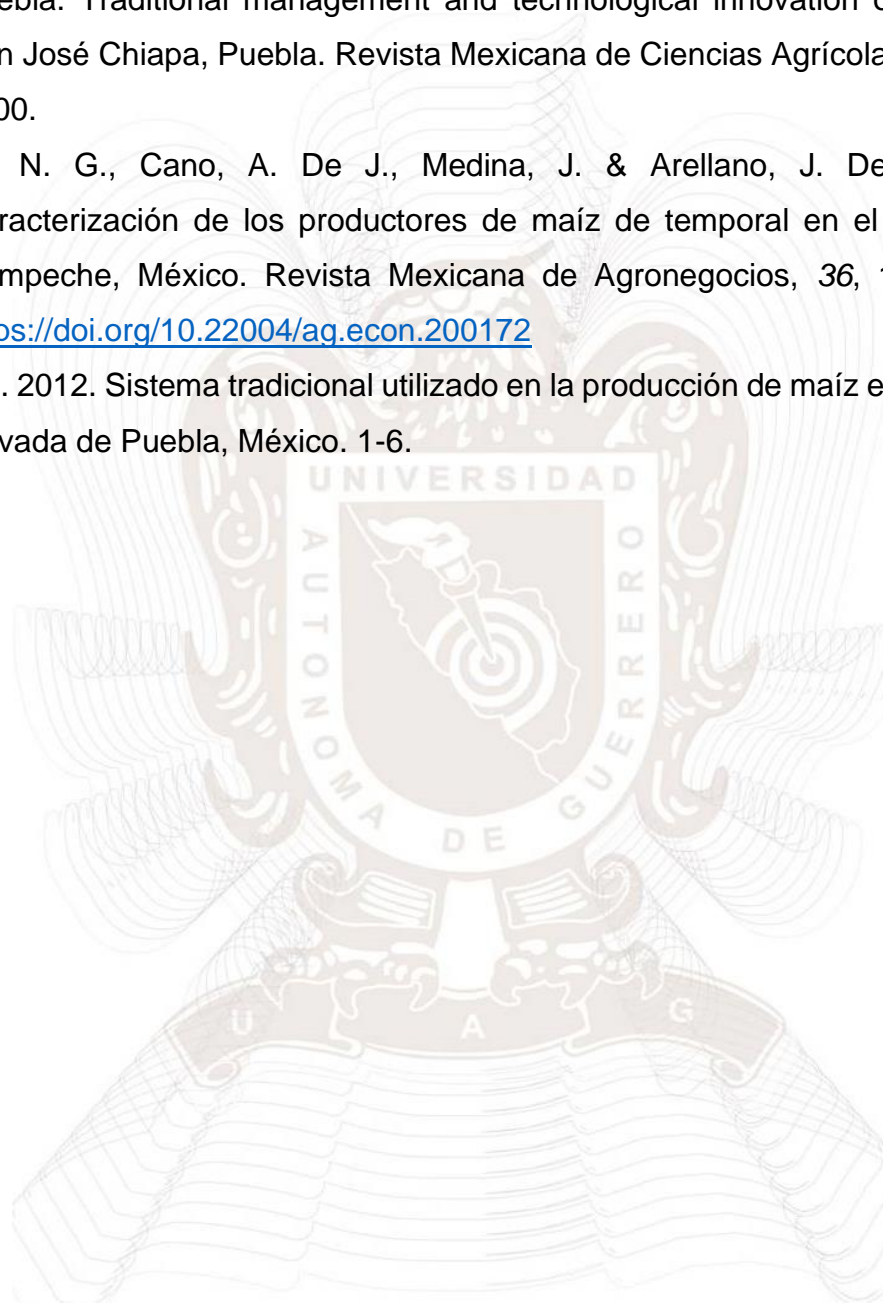 ebla. Traditional management and technological innovation o
n José Chiapa, Puebla. Revista Mexicana de Ciencias Agrícola
00.
N. G., Cano, A. De J., Medina, J. & Arellano, J. De
racterización de los productores de maíz de temporal en el
mpeche, México. Revista Mexicana de Agronegocios, 36,
os://doi.org/10.22004/ag.econ.200172
. 2012. Sistema tradicional utilizado en la producción de maíz e
vada de Puebla, México. 1-6.
UNIVERSIDAD
AUTONOMA
DE
GUERRERO
U A G